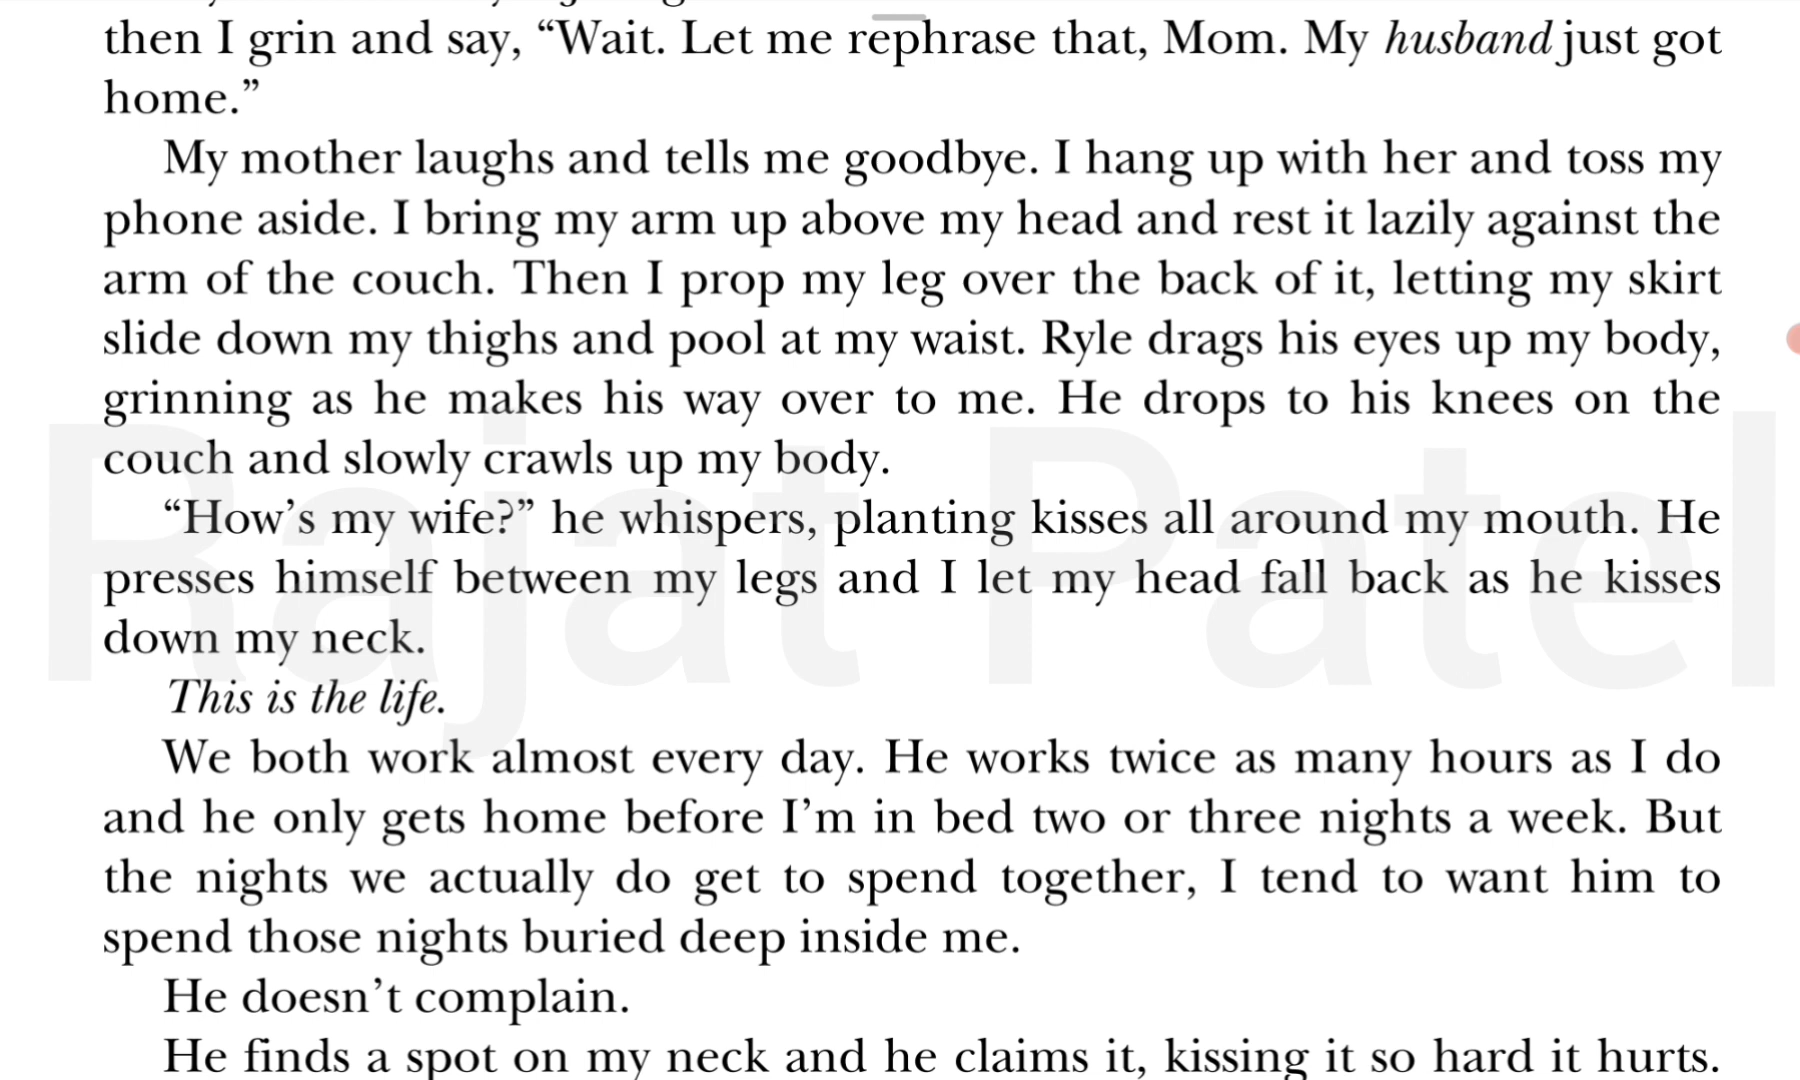 then I grin and say, “Wait. Let me rephrase that, Mom. My husband just got
home.”
My mother laughs and tells me goodbye. I hang up with her and toss my
phone aside. I bring my arm up above my head and rest it lazily against the
arm of the couch. Then I prop my leg over the back of it, letting my skirt
slide down my thighs and pool at my waist. Ryle drags his eyes up my body,
grinning as he makes his way over to me. He drops to his knees on the
couch and slowly crawls up my body.
“How’s my wife?” he whispers, planting kisses all around my mouth. He
presses himself between my legs and I let my head fall back as he kisses
down my neck.
This is the life.
We both work almost every day. He works twice as many hours as I do
and he only gets home before I’m in bed two or three nights a week. But
the nights we actually do get to spend together, I tend to want him to
spend those nights buried deep inside me.
He doesn’t complain.
He finds a spot on my neck and he claims it, kissing it so hard it hurts.
Rajat Patel